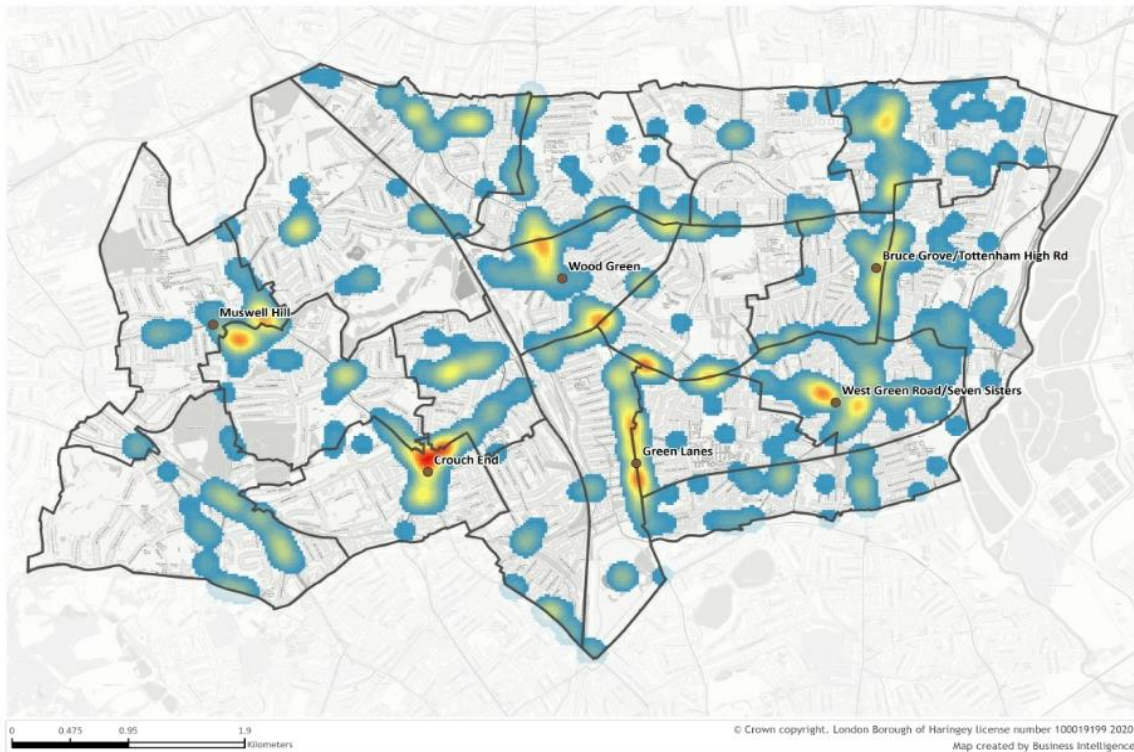 Bruce Grove/Tottenham High Rd
Wood Green
Muswell Hill
West Green Road/Seven Sisters
Crouch End
Green Lanes
0 0.475 0.95 1.9
Kilometers
© Crown copyright. London Borough of Haringey license number 100019199 2020
Map created by Business Intelligence